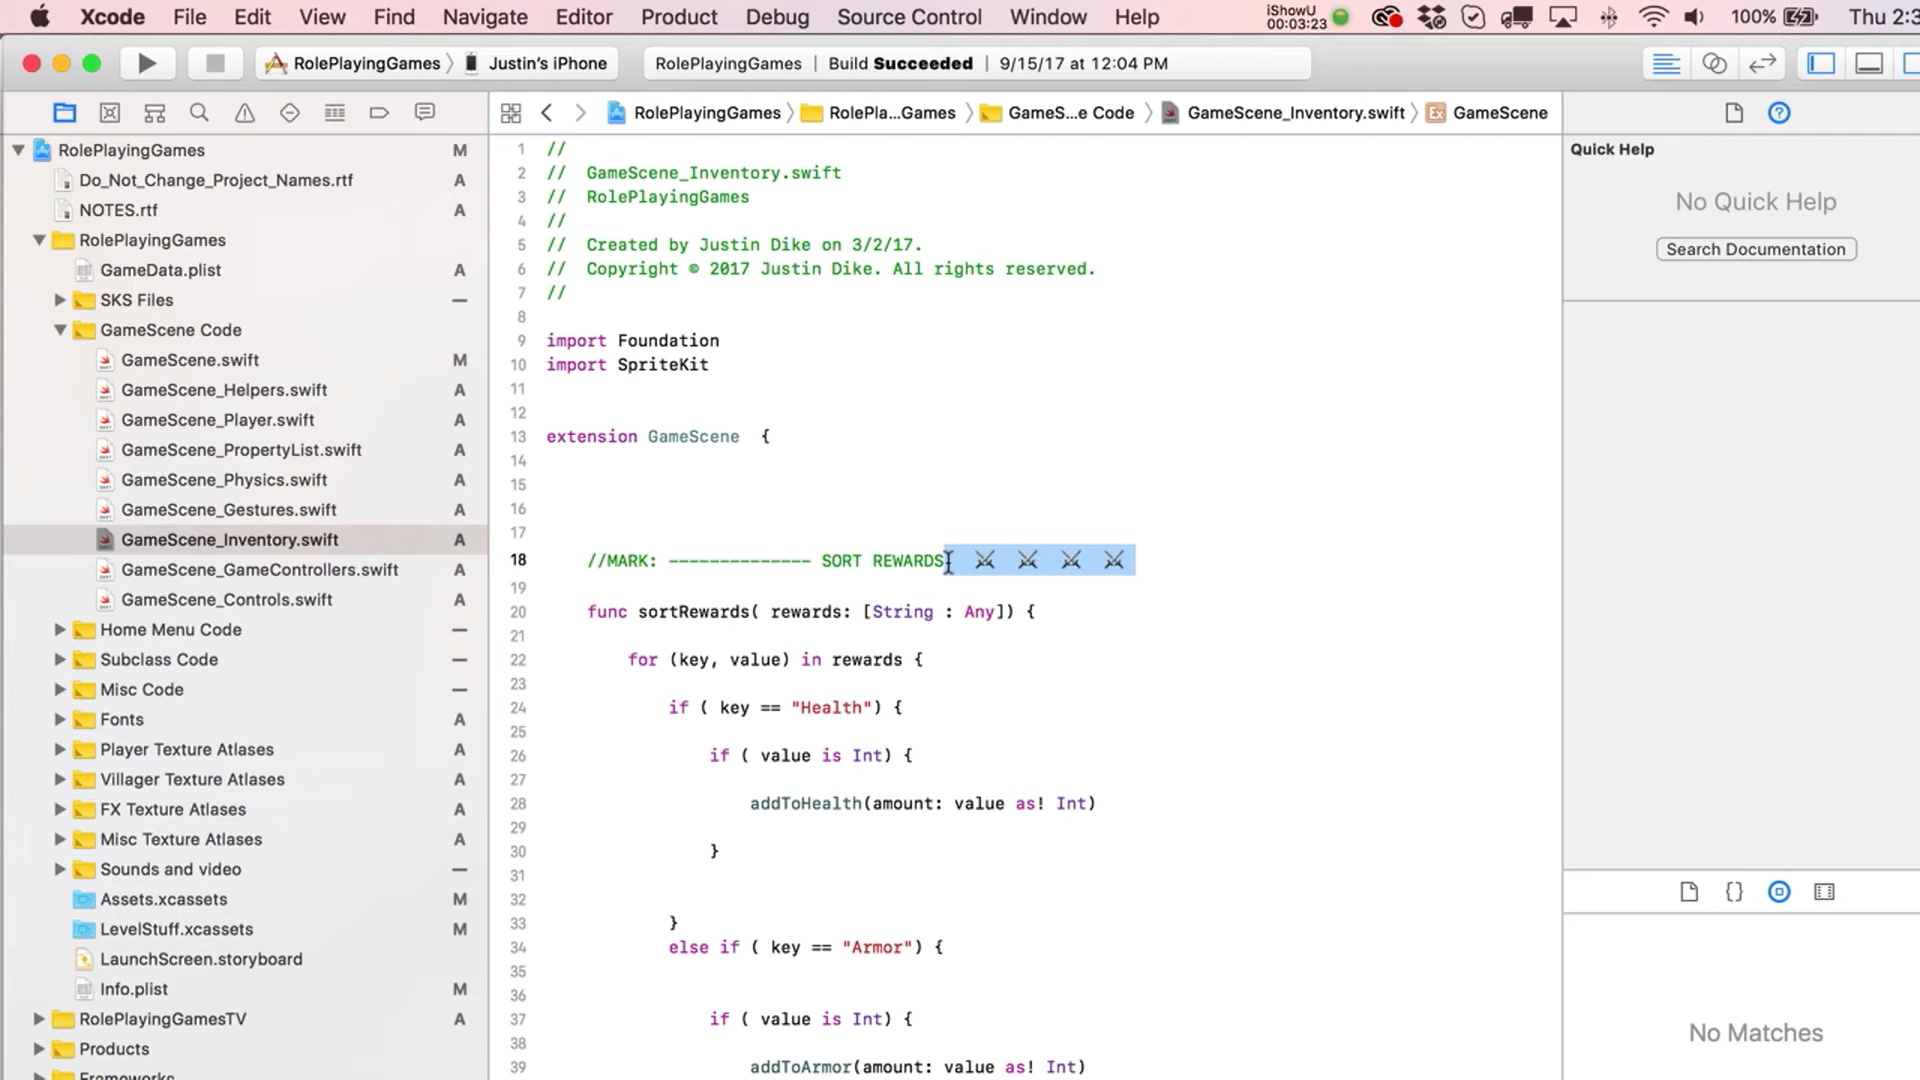 Xcode File Edit View Find Navigate Editor Product Debug Source Control Window Help iShowU 00:03:23 100% Thu 2:3
RolePlayingGames Justin's iPhone RolePlayingGames | Build Succeeded | 9/15/17 at 12:04 PM
RolePlayingGames RolePla...Games GameS...e Code GameScene_Inventory.swift Ex GameScene
RolePlayingGames M
Do_Not_Change_Project_Names.rtf A
NOTES.rtf A
RolePlayingGames
GameData.plist A
SKS Files —
GameScene Code
GameScene.swift M
GameScene_Helpers.swift A
GameScene_Player.swift A
GameScene_PropertyList.swift A
GameScene_Physics.swift A
GameScene_Gestures.swift A
GameScene_Inventory.swift A
GameScene_GameControllers.swift A
GameScene_Controls.swift A
Home Menu Code —
Subclass Code —
Misc Code —
Fonts A
Player Texture Atlases A
Villager Texture Atlases A
FX Texture Atlases A
Misc Texture Atlases A
Sounds and video —
Assets.xcassets M
LevelStuff.xcassets M
LaunchScreen.storyboard
Info.plist M
RolePlayingGamesTV A
Products
Frameworks
1 //
2 // GameScene_Inventory.swift
3 // RolePlayingGames
4 //
5 // Created by Justin Dike on 3/2/17.
6 // Copyright © 2017 Justin Dike. All rights reserved.
7 //
8
9 import Foundation
10 import SpriteKit
11
12
13 extension GameScene  {
14
15
16
17
18 //MARK: -------------- SORT REWARDS ⚔ ⚔ ⚔ ⚔
19
20 func sortRewards( rewards: [String : Any]) {
21
22 for (key, value) in rewards {
23
24 if ( key == "Health") {
25
26 if ( value is Int) {
27
28 addToHealth(amount: value as! Int)
29
30 }
31
32
33 }
34 else if ( key == "Armor") {
35
36
37 if ( value is Int) {
38
39 addToArmor(amount: value as! Int)
Quick Help
No Quick Help
Search Documentation
{}
No Matches